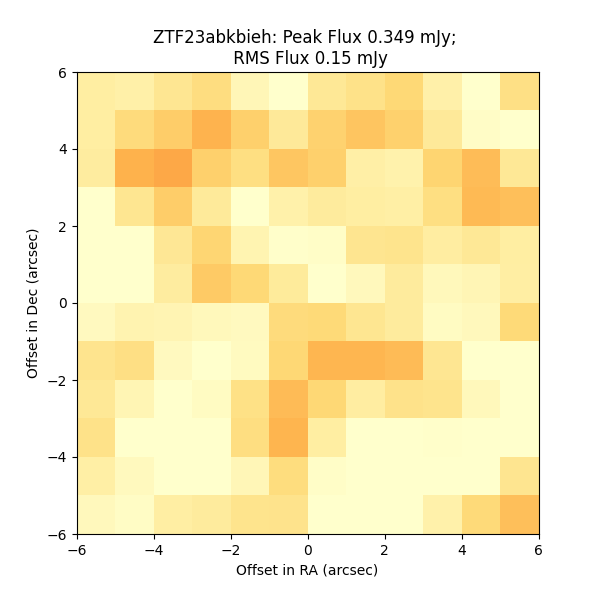 ZTF23abkbieh: Peak Flux 0.349 mJy;
RMS Flux 0.15 mJy
6
4
2
0
−2
−4
−6
Offset in Dec (arcsec)
−6 −4 −2 0 2 4 6
Offset in RA (arcsec)